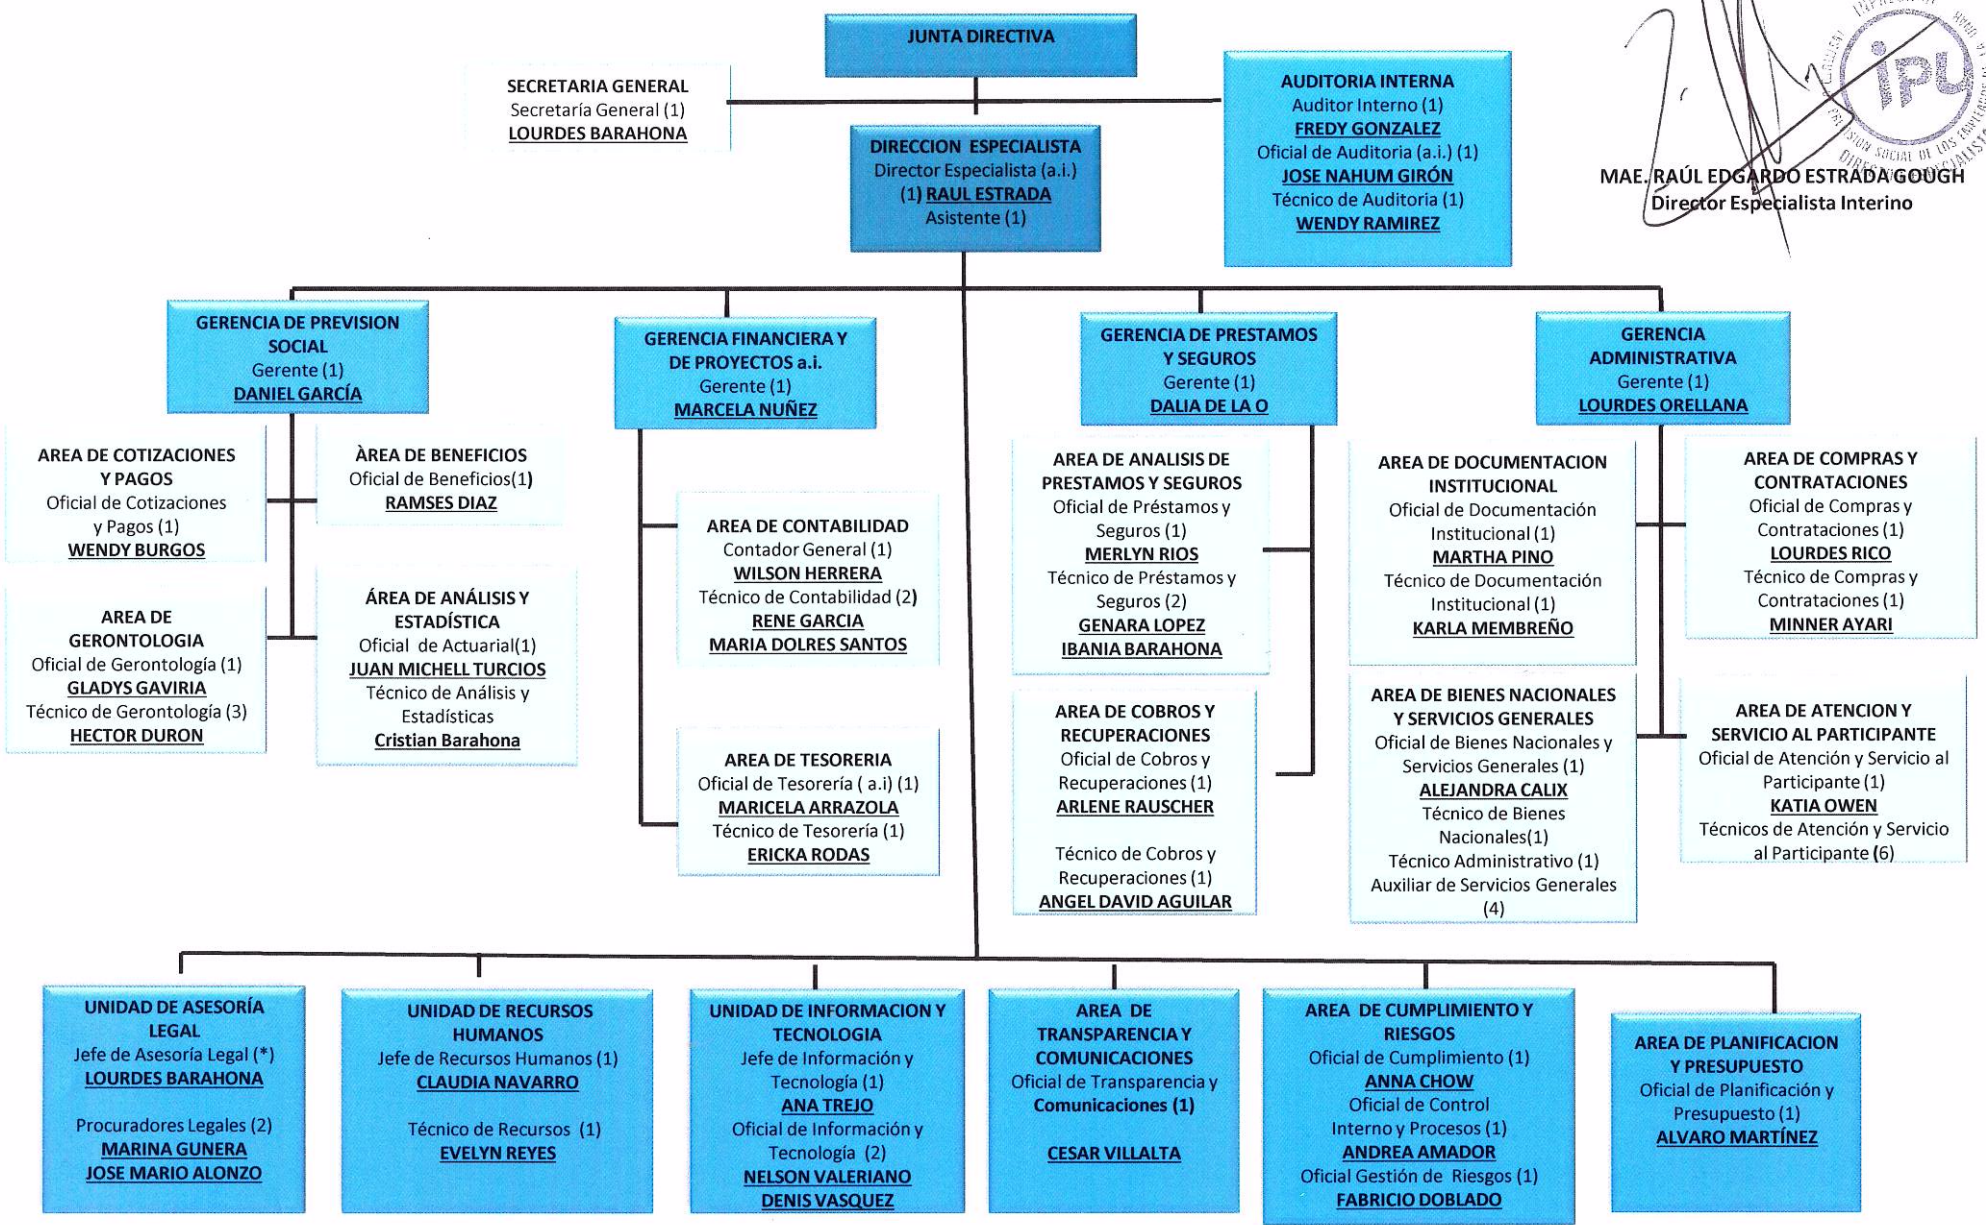 JUNTA DIRECTIVA
SECRETARIA GENERAL
Secretaría General (1)
LOURDES BARAHONA
AUDITORIA INTERNA
Auditor Interno (1)
FREDY GONZALEZ
Oficial de Auditoria (a.i.) (1)
JOSE NAHUM GIRÓN
Técnico de Auditoria (1)
WENDY RAMIREZ
DIRECCION ESPECIALISTA
Director Especialista (a.i.)
(1) RAUL ESTRADA
Asistente (1)
IPU
SOCIAL DE LOS
MAE. RAÚL EDGARDO ESTRADA GOUGH
Director Especialista Interino
GERENCIA DE PREVISION
SOCIAL
Gerente (1)
DANIEL GARCÍA
GERENCIA FINANCIERA Y
DE PROYECTOS a.i.
Gerente (1)
MARCELA NUÑEZ
GERENCIA DE PRESTAMOS
Y SEGUROS
Gerente (1)
DALIA DE LA O
GERENCIA
ADMINISTRATIVA
Gerente (1)
LOURDES ORELLANA
AREA DE COTIZACIONES
Y PAGOS
Oficial de Cotizaciones
y Pagos (1)
WENDY BURGOS
ÀREA DE BENEFICIOS
Oficial de Beneficios(1)
RAMSES DIAZ
AREA DE
GERONTOLOGIA
Oficial de Gerontología (1)
GLADYS GAVIRIA
Técnico de Gerontología (3)
HECTOR DURON
ÁREA DE ANÁLISIS Y
ESTADÍSTICA
Oficial de Actuarial(1)
JUAN MICHELL TURCIOS
Técnico de Análisis y
Estadísticas
Cristian Barahona
AREA DE CONTABILIDAD
Contador General (1)
WILSON HERRERA
Técnico de Contabilidad (2)
RENE GARCIA
MARIA DOLRES SANTOS
AREA DE TESORERIA
Oficial de Tesorería ( a.i) (1)
MARICELA ARRAZOLA
Técnico de Tesorería (1)
ERICKA RODAS
AREA DE ANALISIS DE
PRESTAMOS Y SEGUROS
Oficial de Préstamos y
Seguros (1)
MERLYN RIOS
Técnico de Préstamos y
Seguros (2)
GENARA LOPEZ
IBANIA BARAHONA
AREA DE COBROS Y
RECUPERACIONES
Oficial de Cobros y
Recuperaciones (1)
ARLENE RAUSCHER
Técnico de Cobros y
Recuperaciones (1)
ANGEL DAVID AGUILAR
AREA DE DOCUMENTACION
INSTITUCIONAL
Oficial de Documentación
Institucional (1)
MARTHA PINO
Técnico de Documentación
Institucional (1)
KARLA MEMBREÑO
AREA DE COMPRAS Y
CONTRATACIONES
Oficial de Compras y
Contrataciones (1)
LOURDES RICO
Técnico de Compras y
Contrataciones (1)
MINNER AYARI
AREA DE BIENES NACIONALES
Y SERVICIOS GENERALES
Oficial de Bienes Nacionales y
Servicios Generales (1)
ALEJANDRA CALIX
Técnico de Bienes
Nacionales(1)
Técnico Administrativo (1)
Auxiliar de Servicios Generales
(4)
AREA DE ATENCION Y
SERVICIO AL PARTICIPANTE
Oficial de Atención y Servicio al
Participante (1)
KATIA OWEN
Técnicos de Atención y Servicio
al Participante (6)
UNIDAD DE ASESORÍA
LEGAL
Jefe de Asesoría Legal (*)
LOURDES BARAHONA
Procuradores Legales (2)
MARINA GUNERA
JOSE MARIO ALONZO
UNIDAD DE RECURSOS
HUMANOS
Jefe de Recursos Humanos (1)
CLAUDIA NAVARRO
Técnico de Recursos (1)
EVELYN REYES
UNIDAD DE INFORMACION Y
TECNOLOGIA
Jefe de Información y
Tecnología (1)
ANA TREJO
Oficial de Información y
Tecnología (2)
NELSON VALERIANO
DENIS VASQUEZ
AREA DE
TRANSPARENCIA Y
COMUNICACIONES
Oficial de Transparencia y
Comunicaciones (1)
CESAR VILLALTA
AREA DE CUMPLIMIENTO Y
RIESGOS
Oficial de Cumplimiento (1)
ANNA CHOW
Oficial de Control
Interno y Procesos (1)
ANDREA AMADOR
Oficial Gestión de Riesgos (1)
FABRICIO DOBLADO
AREA DE PLANIFICACION
Y PRESUPUESTO
Oficial de Planificación y
Presupuesto (1)
ALVARO MARTÍNEZ